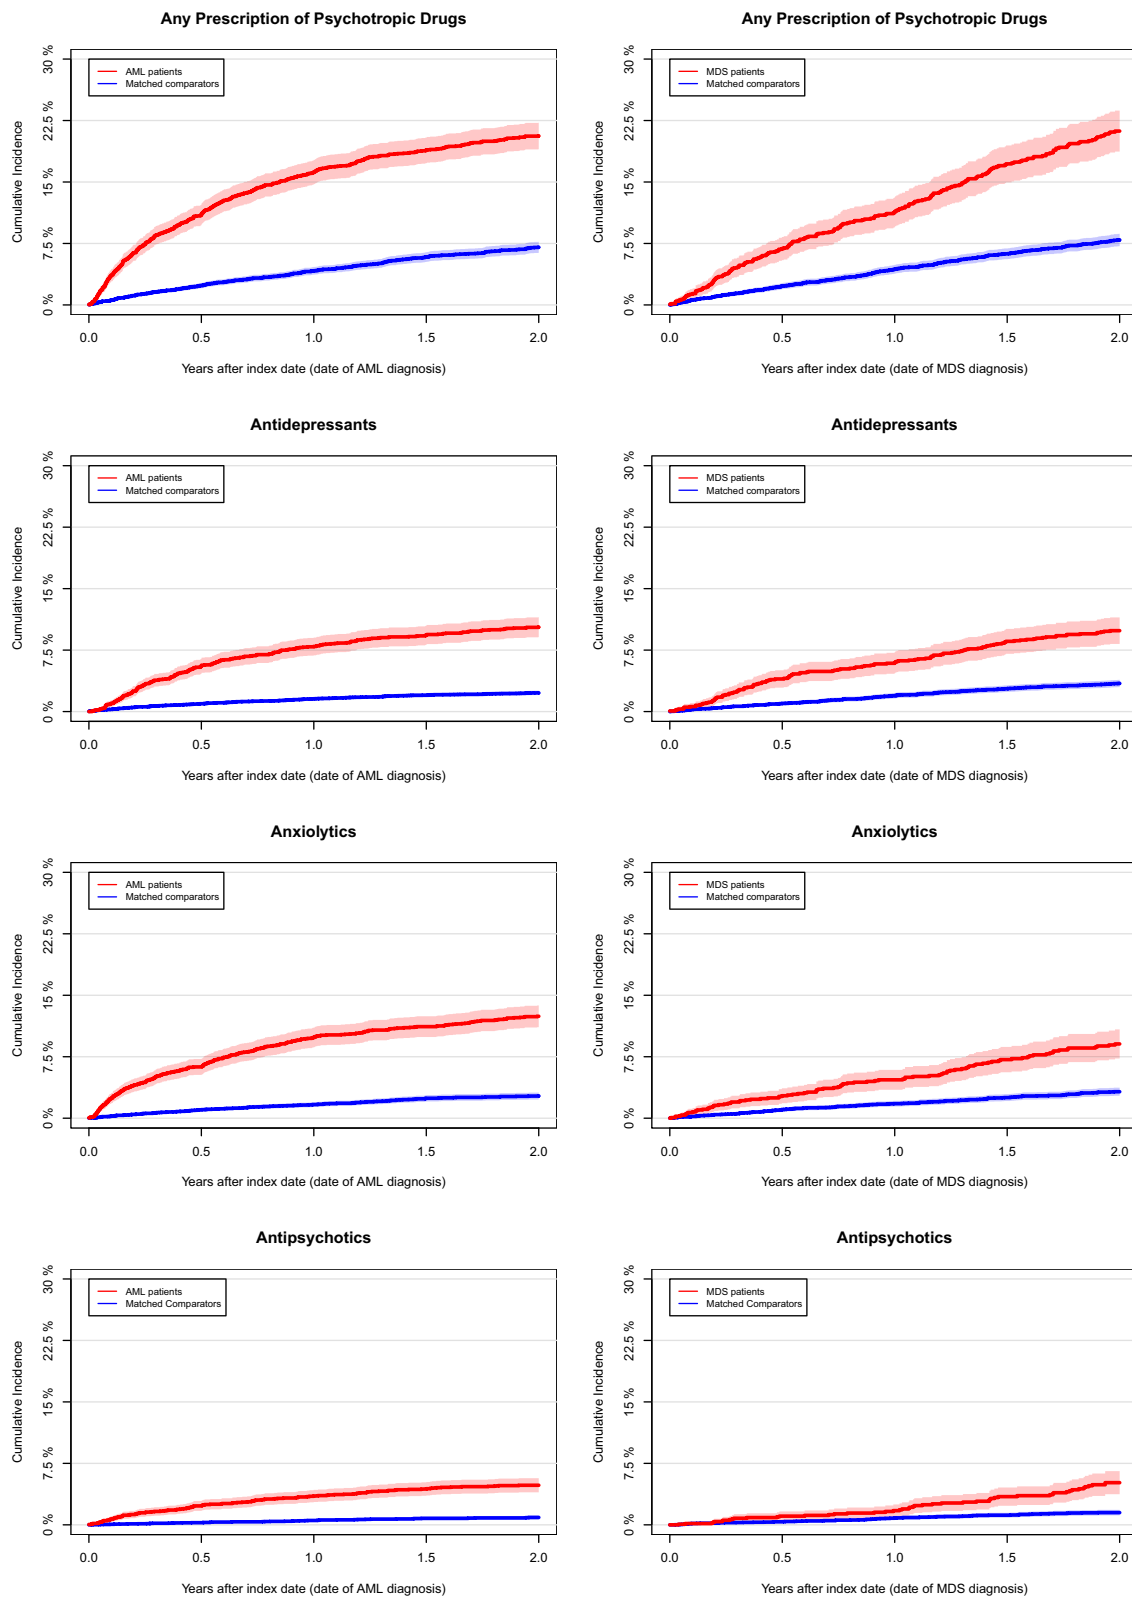 Any Prescription of Psychotropic Drugs
Cumulative Incidence
30 %
22.5 %
15 %
7.5 %
0 %
AML patients
Matched comparators
0.0 0.5 1.0 1.5 2.0
Years after index date (date of AML diagnosis)
Any Prescription of Psychotropic Drugs
Cumulative Incidence
30 %
22.5 %
15 %
7.5 %
0 %
MDS patients
Matched comparators
0.0 0.5 1.0 1.5 2.0
Years after index date (date of MDS diagnosis)
Antidepressants
Cumulative Incidence
30 %
22.5 %
15 %
7.5 %
0 %
AML patients
Matched comparators
0.0 0.5 1.0 1.5 2.0
Years after index date (date of AML diagnosis)
Antidepressants
Cumulative Incidence
30 %
22.5 %
15 %
7.5 %
0 %
MDS patients
Matched comparators
0.0 0.5 1.0 1.5 2.0
Years after index date (date of MDS diagnosis)
Anxiolytics
Cumulative Incidence
30 %
22.5 %
15 %
7.5 %
0 %
AML patients
Matched comparators
0.0 0.5 1.0 1.5 2.0
Years after index date (date of AML diagnosis)
Anxiolytics
Cumulative Incidence
30 %
22.5 %
15 %
7.5 %
0 %
MDS patients
Matched comparators
0.0 0.5 1.0 1.5 2.0
Years after index date (date of MDS diagnosis)
Antipsychotics
Cumulative Incidence
30 %
22.5 %
15 %
7.5 %
0 %
AML patients
Matched Comparators
0.0 0.5 1.0 1.5 2.0
Years after index date (date of AML diagnosis)
Antipsychotics
Cumulative Incidence
30 %
22.5 %
15 %
7.5 %
0 %
MDS patients
Matched Comparators
0.0 0.5 1.0 1.5 2.0
Years after index date (date of MDS diagnosis)